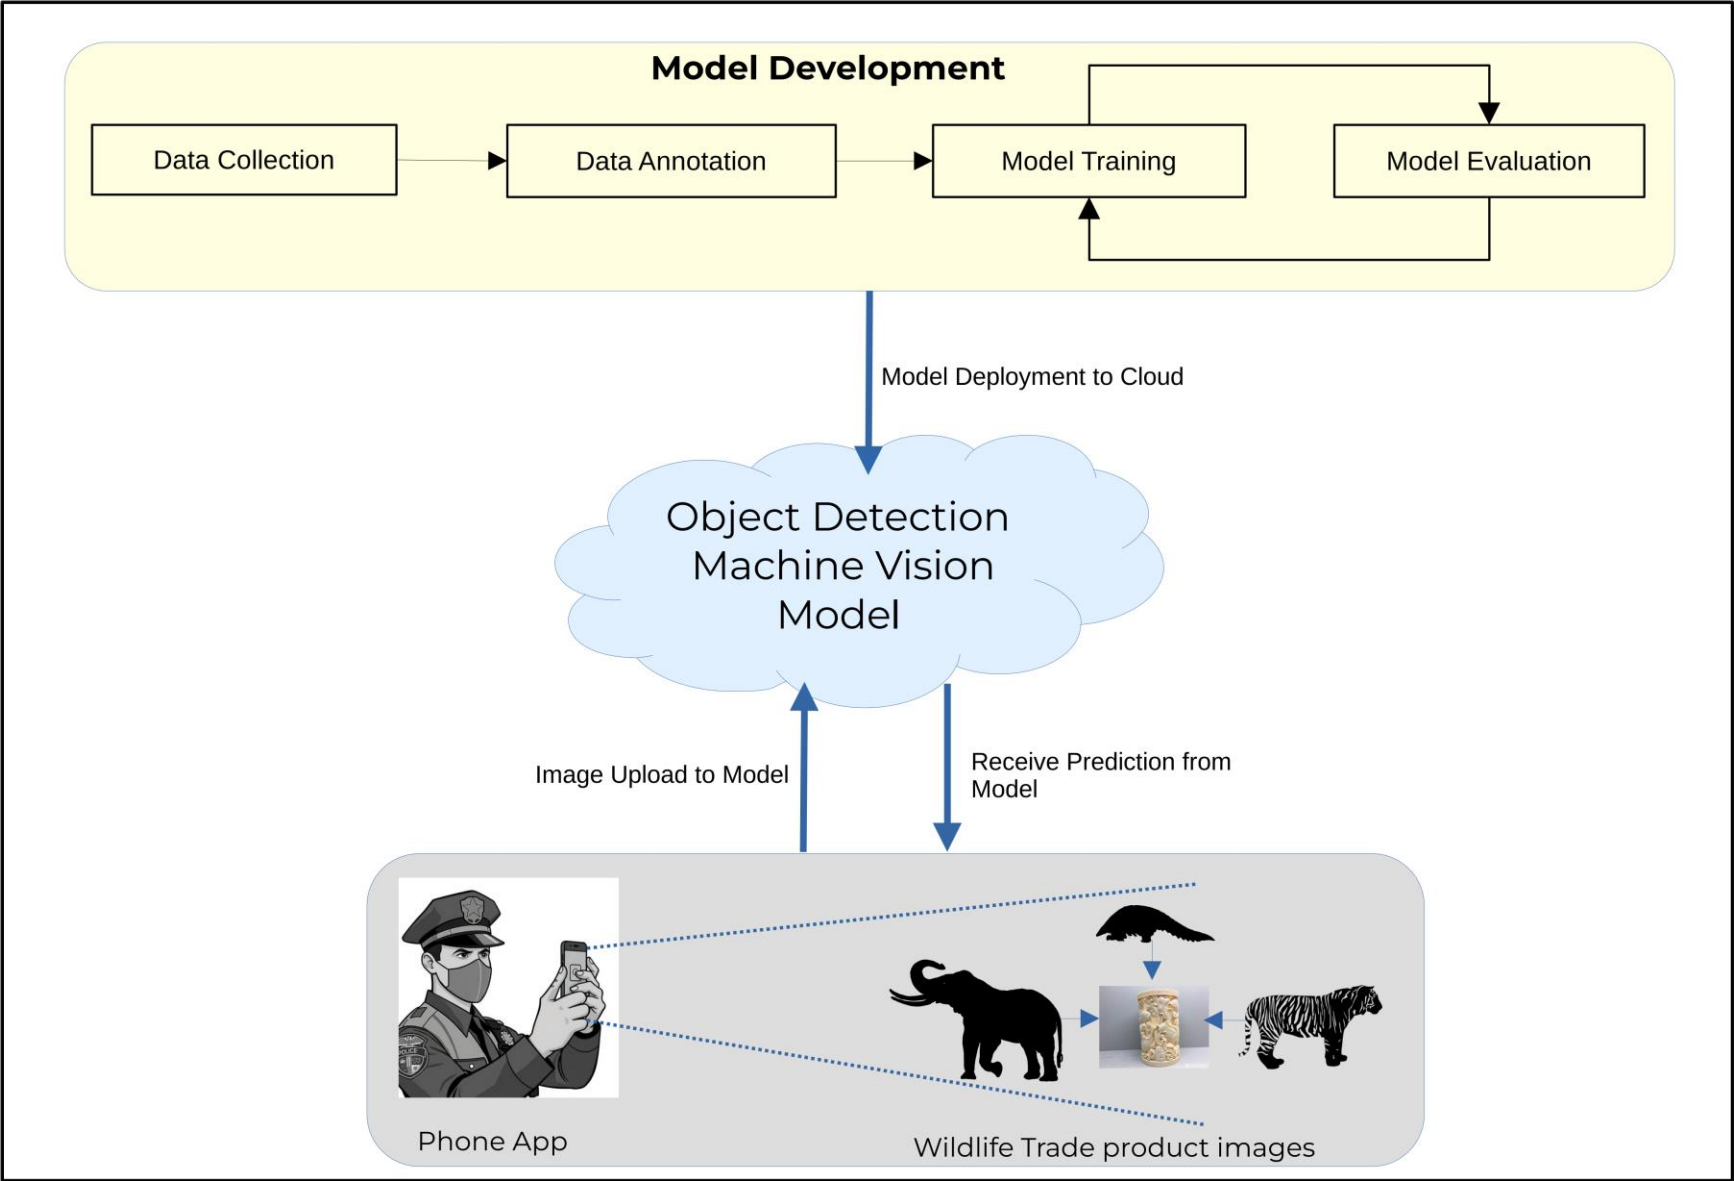 Model Development
Data Collection
Data Annotation
Model Training
Model Evaluation
Model Deployment to Cloud
Object Detection
Machine Vision
Model
Image Upload to Model
Receive Prediction from
Model
POLICE
Phone App
Wildlife Trade product images